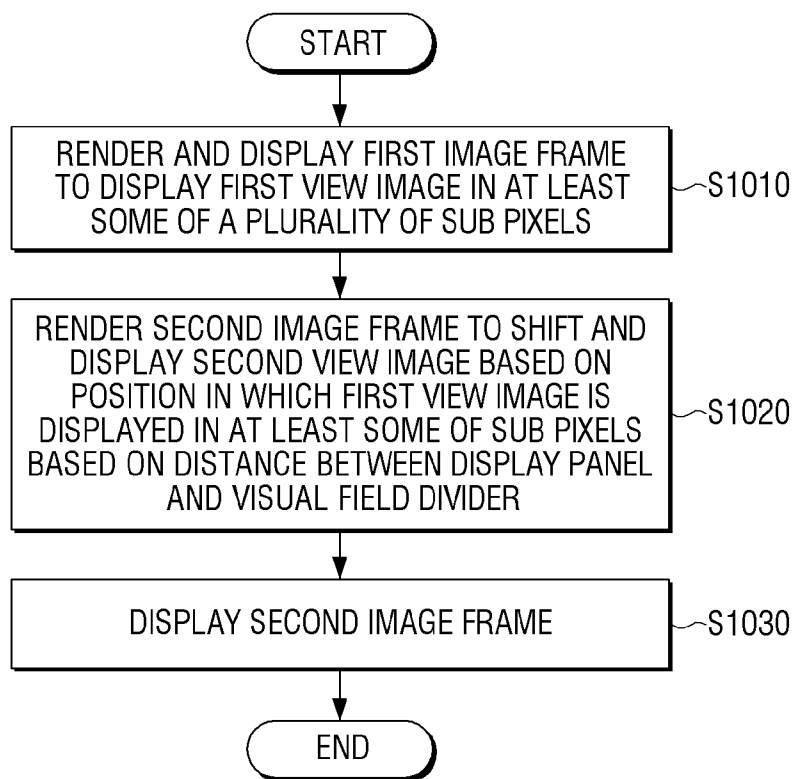 START
RENDER AND DISPLAY FIRST IMAGE FRAME
TO DISPLAY FIRST VIEW IMAGE IN AT LEAST
SOME OF A PLURALITY OF SUB PIXELS
S1010
RENDER SECOND IMAGE FRAME TO SHIFT AND
DISPLAY SECOND VIEW IMAGE BASED ON
POSITION IN WHICH FIRST VIEW IMAGE IS
DISPLAYED IN AT LEAST SOME OF SUB PIXELS
BASED ON DISTANCE BETWEEN DISPLAY PANEL
AND VISUAL FIELD DIVIDER
S1020
DISPLAY SECOND IMAGE FRAME
S1030
END